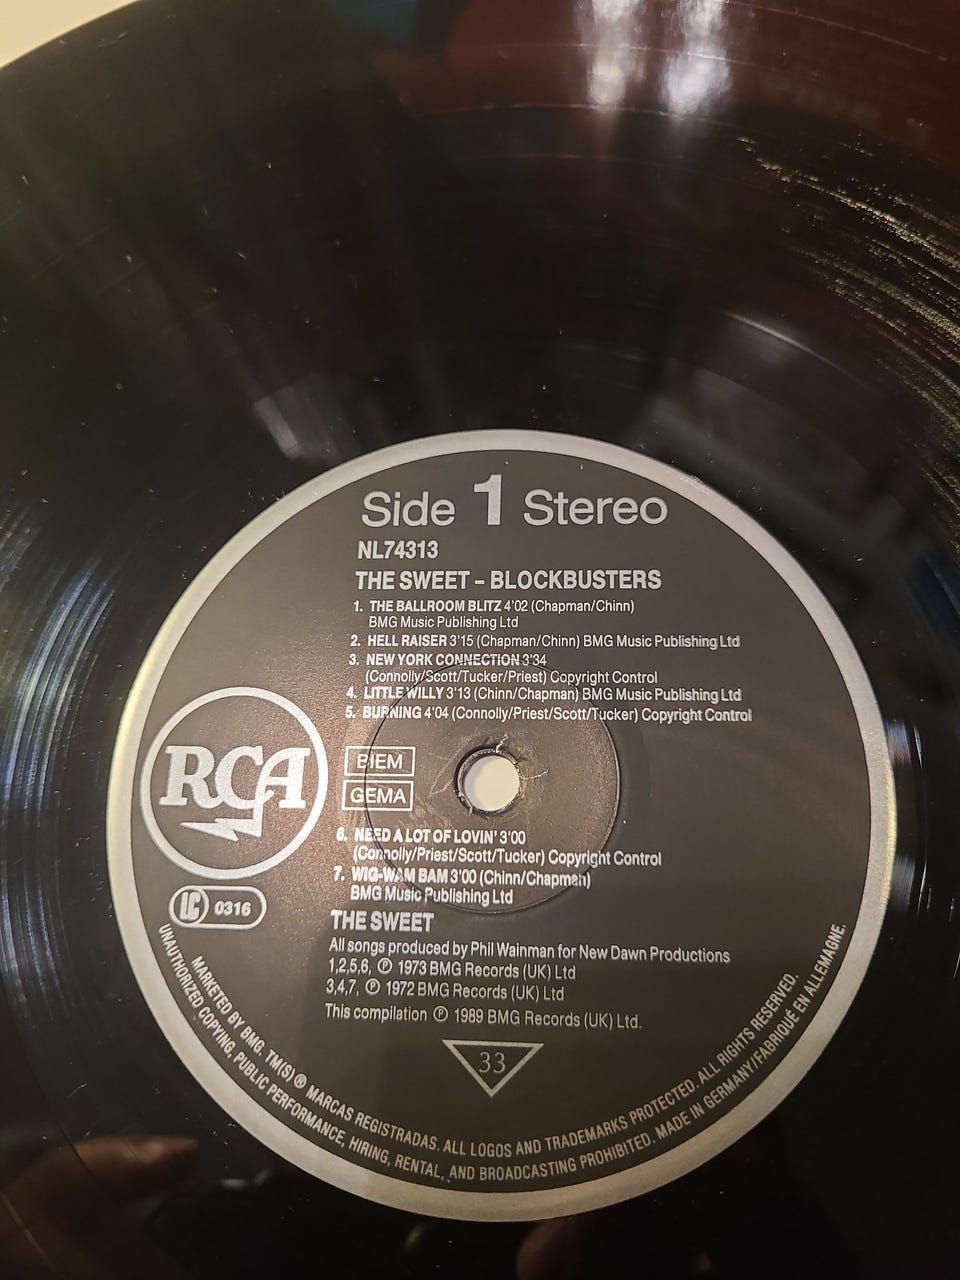 Side 1 Stereo
NL74313
THE SWEET – BLOCKBUSTERS
1. THE BALLROOM BLITZ 4'02 (Chapman/Chinn)
BMG Music Publishing Ltd
2. HELL RAISER 3'15 (Chapman/Chinn) BMG Music Publishing Ltd
3. NEW YORK CONNECTION 3'34
(Connolly/Scott/Tucker/Priest) Copyright Control
4. LITTLE WILLY 3'13 (Chinn/Chapman) BMG Music Publishing Ltd
5. BURNING 4'04 (Connolly/Priest/Scott/Tucker) Copyright Control
RCA
BIEM
GEMA
6. NEED A LOT OF LOVIN' 3'00
(Connolly/Priest/Scott/Tucker) Copyright Control
7. WIG-WAM BAM 3'00 (Chinn/Chapman)
BMG Music Publishing Ltd
LC 0316
THE SWEET
All songs produced by Phil Wainman for New Dawn Productions
1,2,5,6, ℗ 1973 BMG Records (UK) Ltd
3,4,7, ℗ 1972 BMG Records (UK) Ltd
This compilation ℗ 1989 BMG Records (UK) Ltd.
33
MARKETED BY BMG. TM(S) ® MARCAS REGISTRADAS. ALL LOGOS AND TRADEMARKS PROTECTED. ALL RIGHTS RESERVED.
UNAUTHORIZED COPYING, PUBLIC PERFORMANCE, HIRING, RENTAL, AND BROADCASTING PROHIBITED. MADE IN GERMANY/FABRIQUÉ EN ALLEMAGNE.